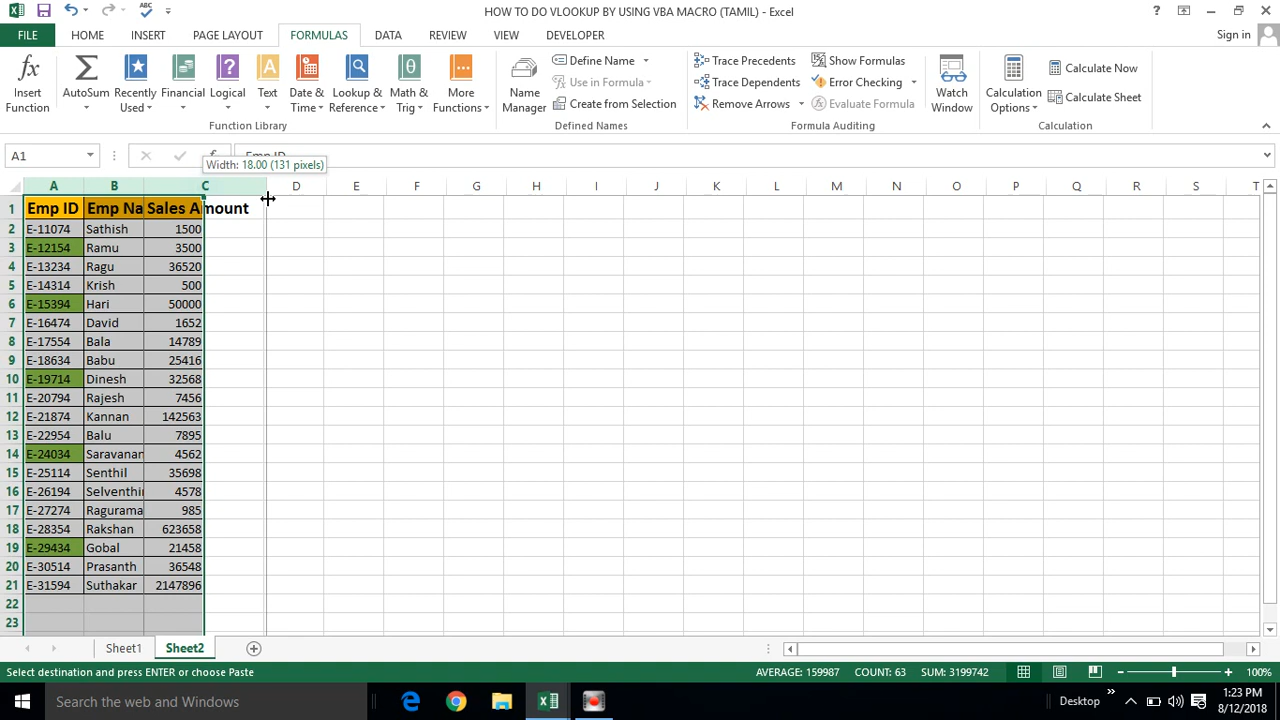 HOW TO DO VLOOKUP BY USING VBA MACRO (TAMIL) - Excel
FILE HOME INSERT PAGE LAYOUT FORMULAS DATA REVIEW VIEW DEVELOPER Sign in
Insert Function
AutoSum
Recently Used
Financial
Logical
Text
Date & Time
Lookup & Reference
Math & Trig
More Functions
Function Library
Name Manager
Define Name
Use in Formula
Create from Selection
Defined Names
Trace Precedents
Trace Dependents
Remove Arrows
Show Formulas
Error Checking
Evaluate Formula
Formula Auditing
Watch Window
Calculation Options
Calculate Now
Calculate Sheet
Calculation
A1 Emp ID
Width: 18.00 (131 pixels)
A B C D E F G H I J K L M N O P Q R S T
1 Emp ID Emp Na Sales Amount
2 E-11074 Sathish 1500
3 E-12154 Ramu 3500
4 E-13234 Ragu 36520
5 E-14314 Krish 500
6 E-15394 Hari 50000
7 E-16474 David 1652
8 E-17554 Bala 14789
9 E-18634 Babu 25416
10 E-19714 Dinesh 32568
11 E-20794 Rajesh 7456
12 E-21874 Kannan 142563
13 E-22954 Balu 7895
14 E-24034 Saravanan 4562
15 E-25114 Senthil 35698
16 E-26194 Selventhi 4578
17 E-27274 Ragurama 985
18 E-28354 Rakshan 623658
19 E-29434 Gobal 21458
20 E-30514 Prasanth 36548
21 E-31594 Suthakar 2147896
22
23
Sheet1 Sheet2
Select destination and press ENTER or choose Paste AVERAGE: 159987 COUNT: 63 SUM: 3199742 100%
Search the web and Windows
Desktop
1:23 PM
8/12/2018